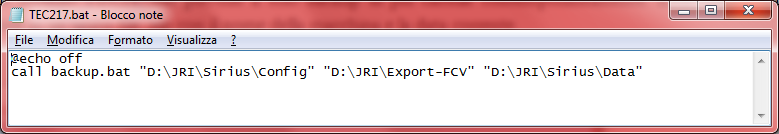 TEC217.bat - Blocco note
File Modifica Formato Visualizza ?
@echo off
call backup.bat "D:\JRI\Sirius\Config" "D:\JRI\Export-FCV" "D:\JRI\Sirius\Data"